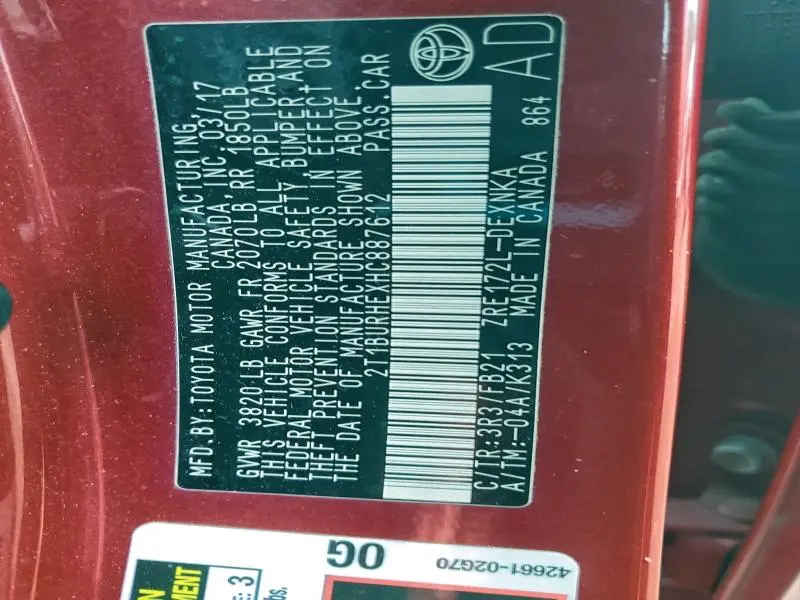 MFD.BY:TOYOTA MOTOR MANUFACTURING,
CANADA, INC. 03/17
GVWR 3820LB GAWR FR 2070LB RR 1850LB
THIS VEHICLE CONFORMS TO ALL APPLICABLE
FEDERAL MOTOR VEHICLE SAFETY, BUMPER, AND
THEFT PREVENTION STANDARDS IN EFFECT ON
THE DATE OF MANUFACTURE SHOWN ABOVE.
2T1BURHEXHC887612 PASS.CAR
C/TR:3R3/FB21 ZRE172L-DEXNKA
A/TM:-04A/K313 MADE IN CANADA 864
AD
OG
42661-02G70
: 3